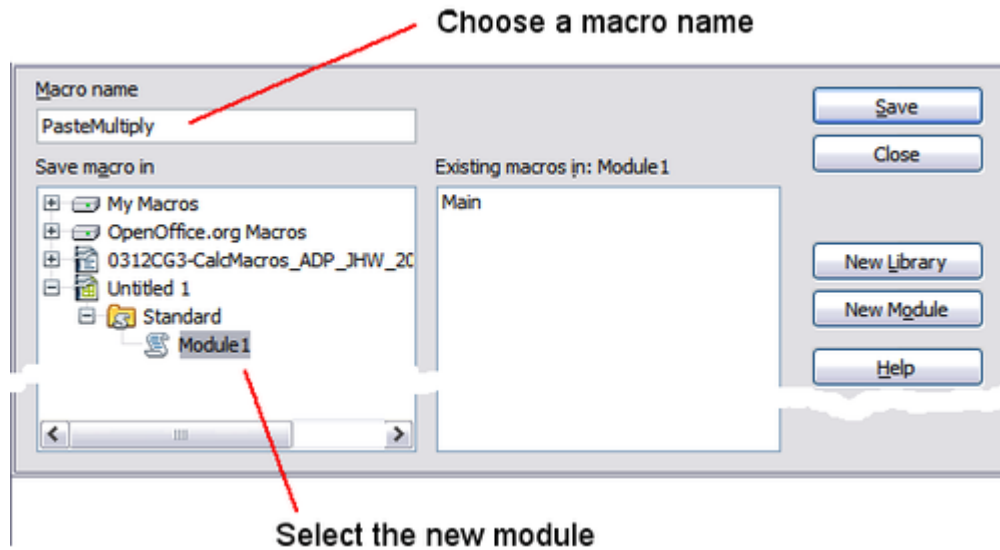 Choose a macro name
Macro name
PasteMultiply
Save
Close
Save macro in
Existing macros in: Module1
My Macros
Main
OpenOffice.org Macros
0312CG3-CalcMacros_ADP_JHW_20
Untitled 1
Standard
Module1
New Library
New Module
Help
Select the new module